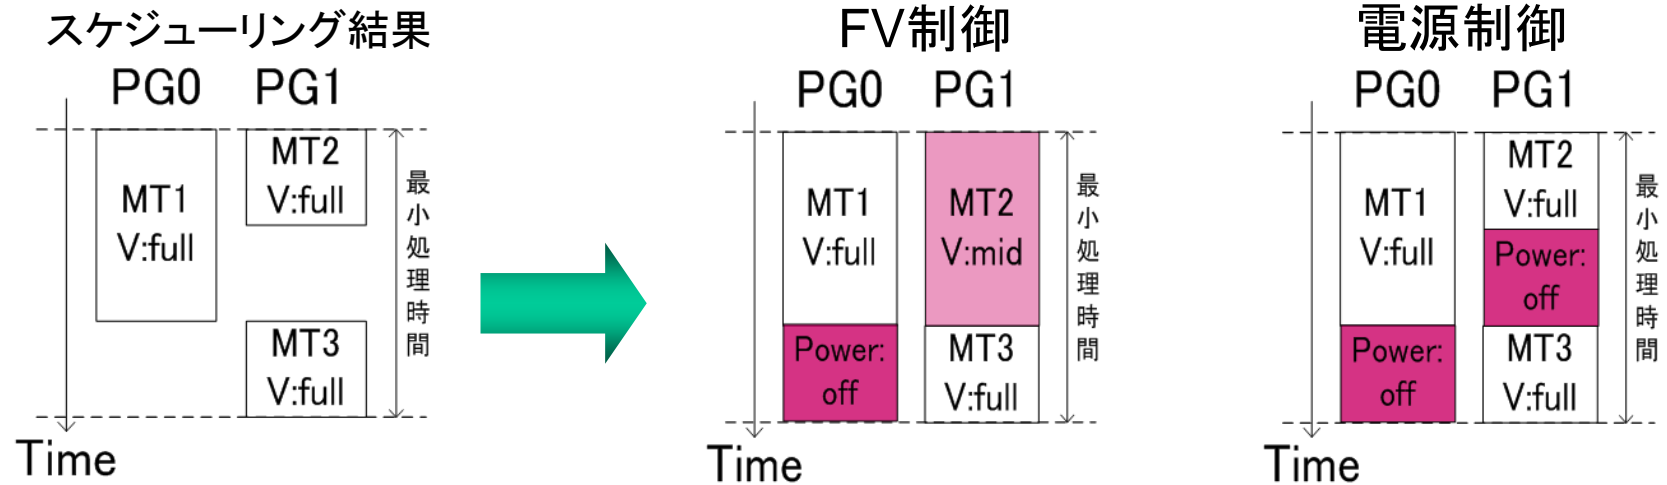 スケジューリング結果
PG0 PG1
MT1
V:full
MT2
V:full
MT3
V:full
最小処理時間
Time
FV制御
PG0 PG1
MT1
V:full
Power:
off
MT2
V:mid
MT3
V:full
最小処理時間
Time
電源制御
PG0 PG1
MT1
V:full
Power:
off
MT2
V:full
Power:
off
MT3
V:full
最小処理時間
Time